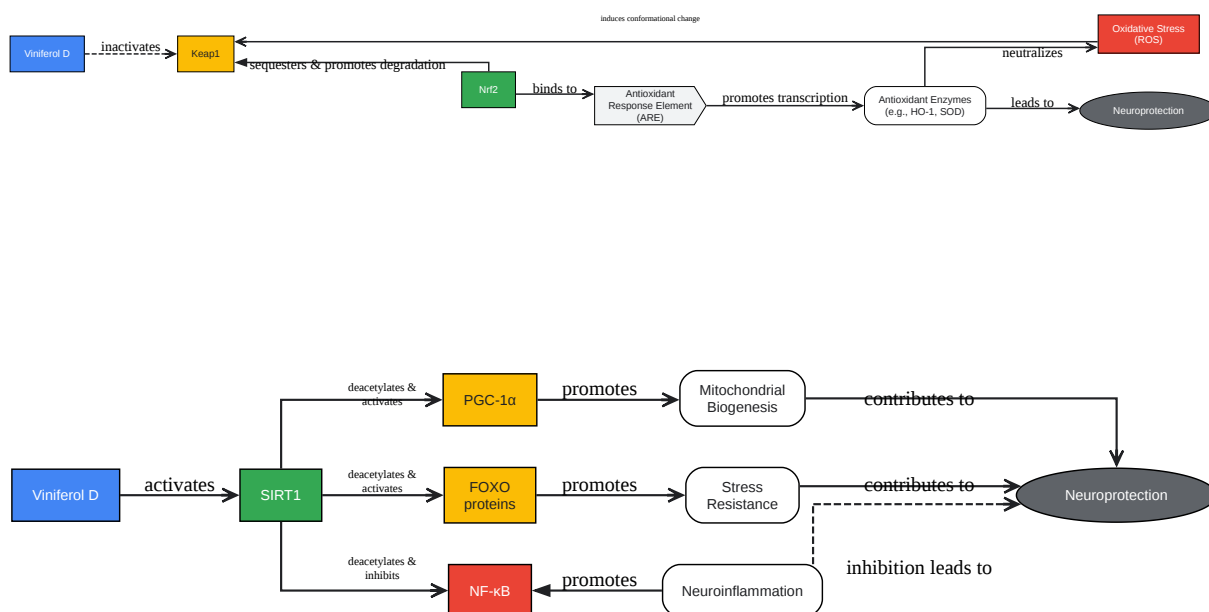 induces conformational change
Oxidative Stress
(ROS)
Viniferol D
inactivates
Keap1
neutralizes
sequesters & promotes degradation
Nrf2
binds to
Antioxidant
Response Element
(ARE)
promotes transcription
Antioxidant Enzymes
(e.g., HO-1, SOD)
leads to
Neuroprotection
deacetylates &
activates
PGC-1α
promotes
Mitochondrial
Biogenesis
contributes to
Viniferol D
activates
SIRT1
deacetylates &
activates
FOXO
proteins
promotes
Stress
Resistance
contributes to
Neuroprotection
deacetylates &
inhibits
NF-κB
promotes
Neuroinflammation
inhibition leads to